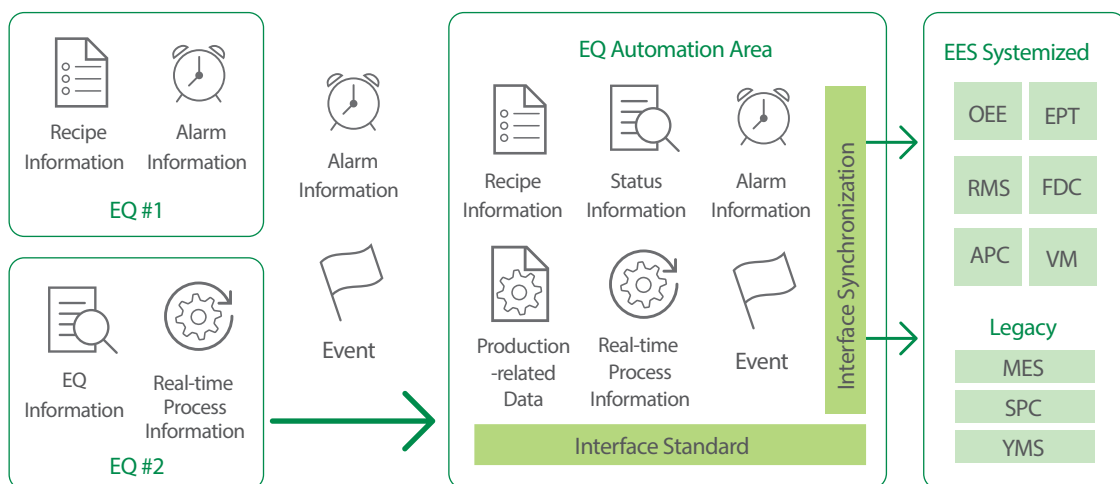 Recipe
Information
Alarm
Information
EQ #1
EQ
Information
Real-time
Process
Information
EQ #2
Alarm
Information
Event
EQ Automation Area
Recipe
Information
Status
Information
Alarm
Information
Production
-related
Data
Real-time
Process
Information
Event
Interface Synchronization
Interface Standard
EES Systemized
OEE
EPT
RMS
FDC
APC
VM
Legacy
MES
SPC
YMS